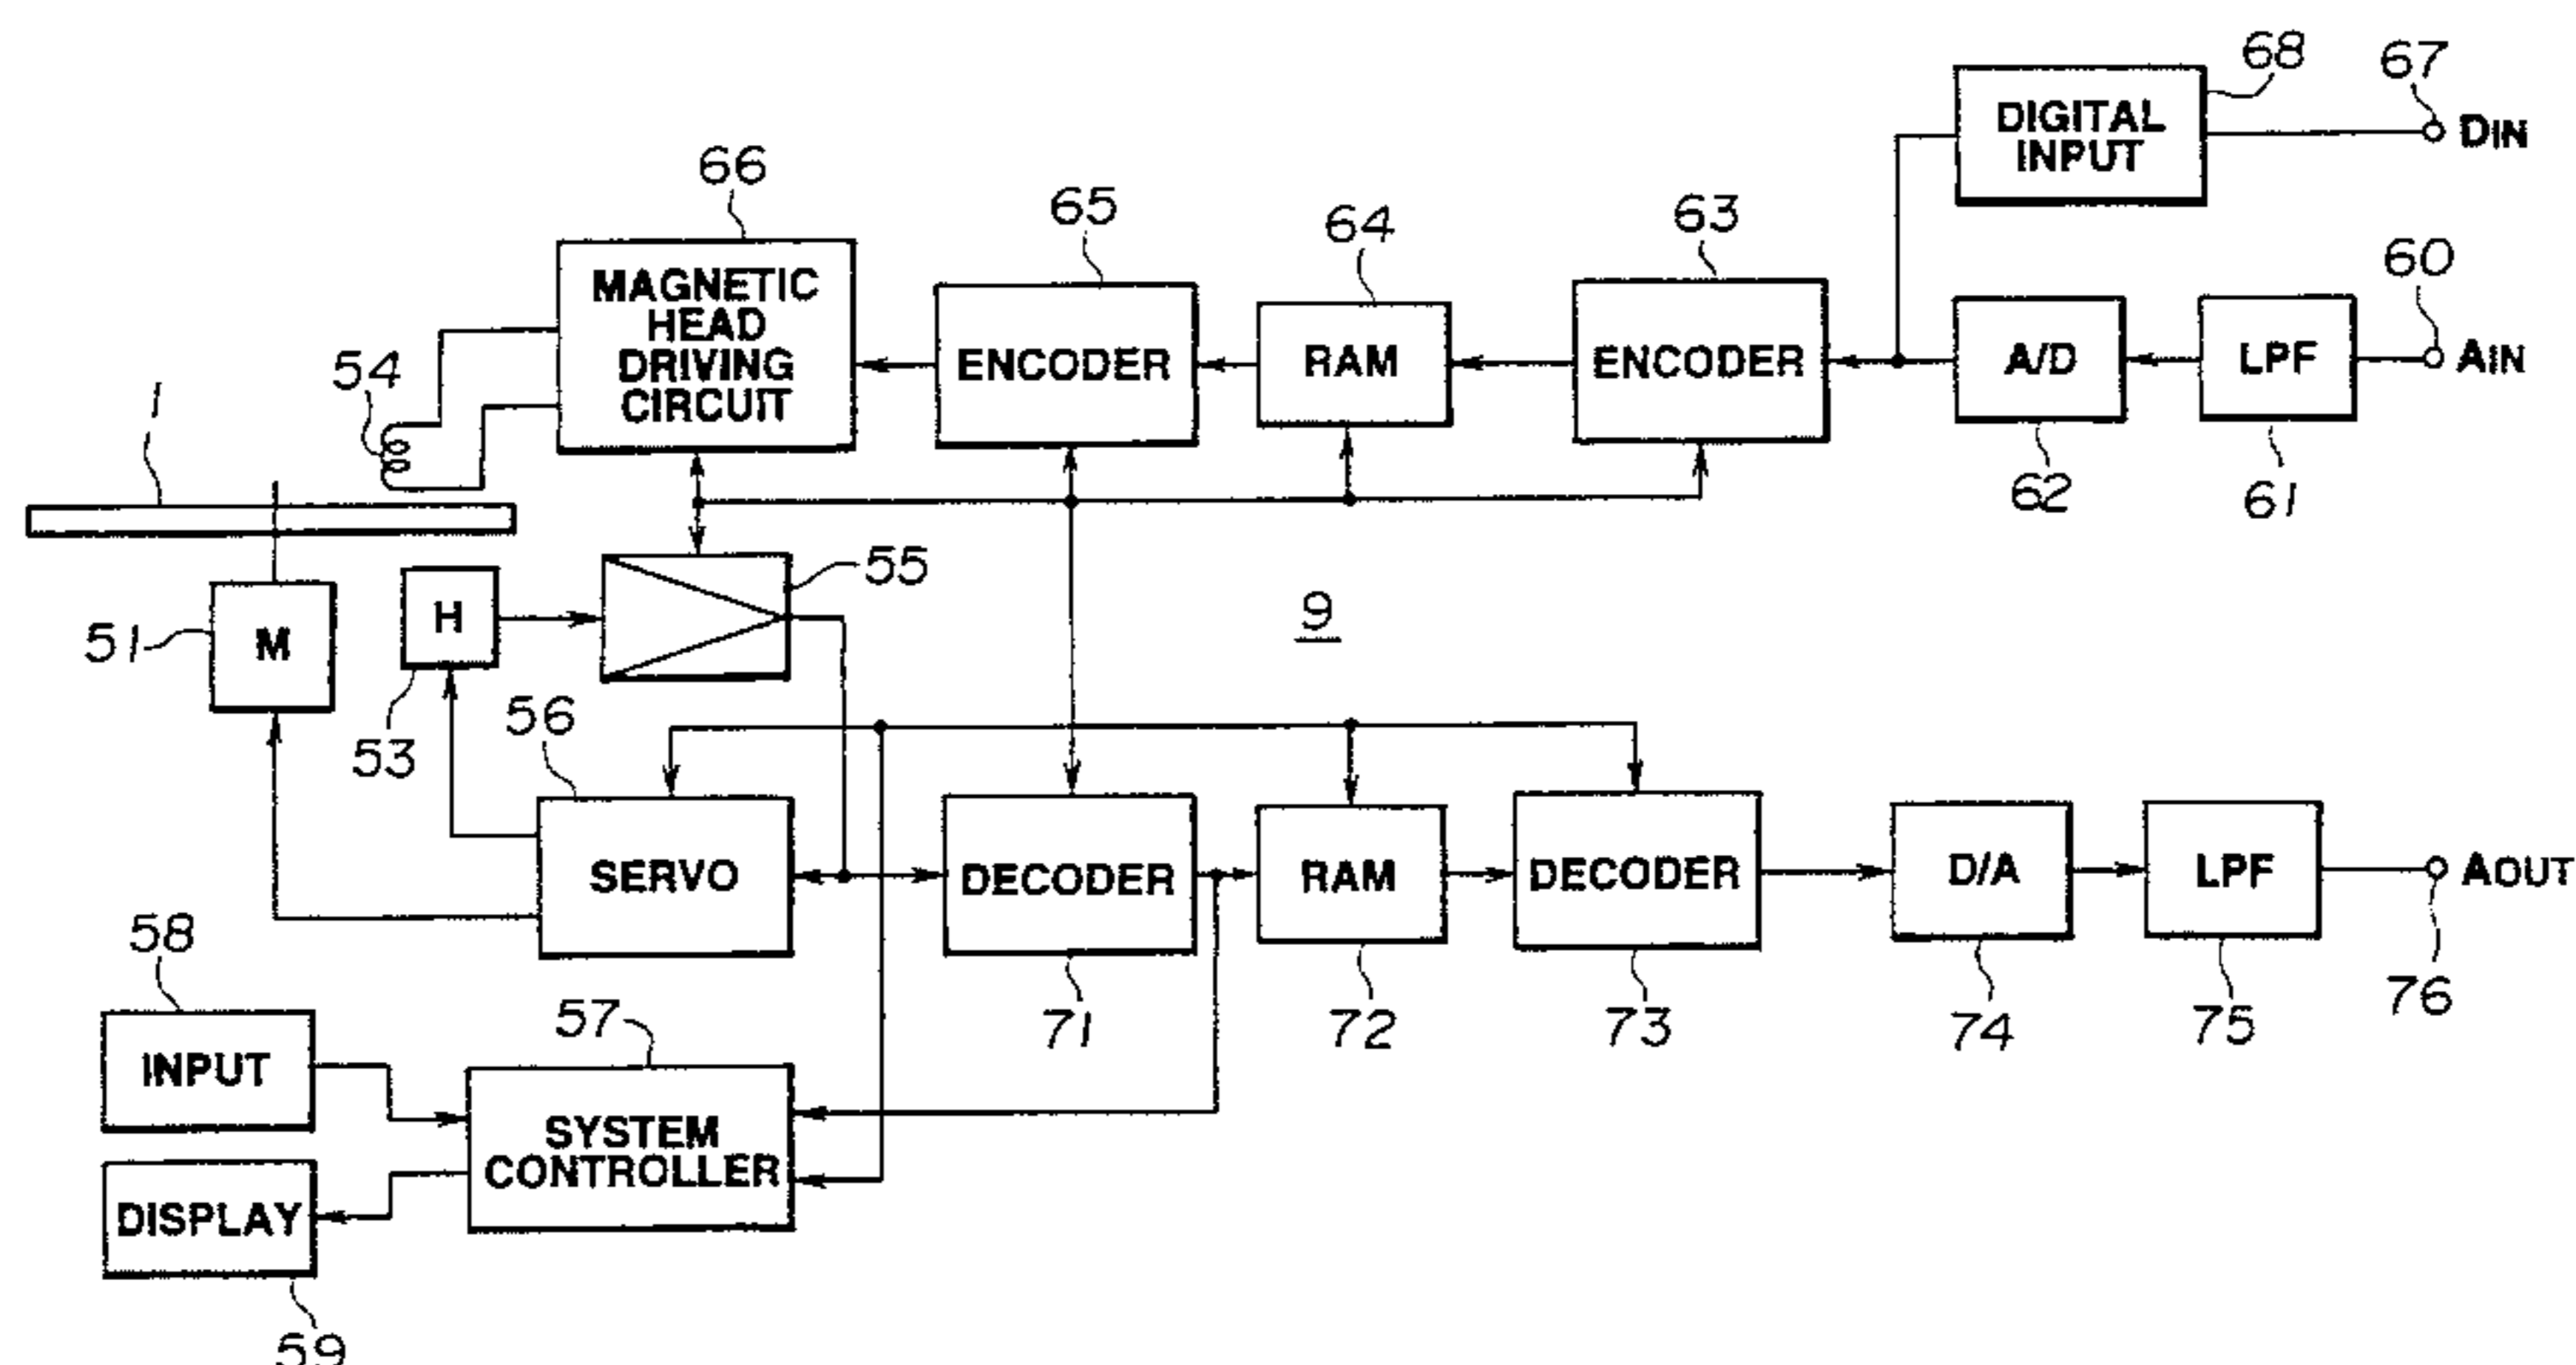 68
67
DIGITAL
INPUT
DIN
66
65
64
63
60
MAGNETIC
HEAD
DRIVING
CIRCUIT
ENCODER
RAM
ENCODER
A/D
LPF
AIN
54
1
62
61
55
H
9
51
M
56
53
SERVO
DECODER
RAM
DECODER
D/A
LPF
AOUT
58
57
71
72
73
74
75
76
INPUT
SYSTEM
CONTROLLER
DISPLAY
59